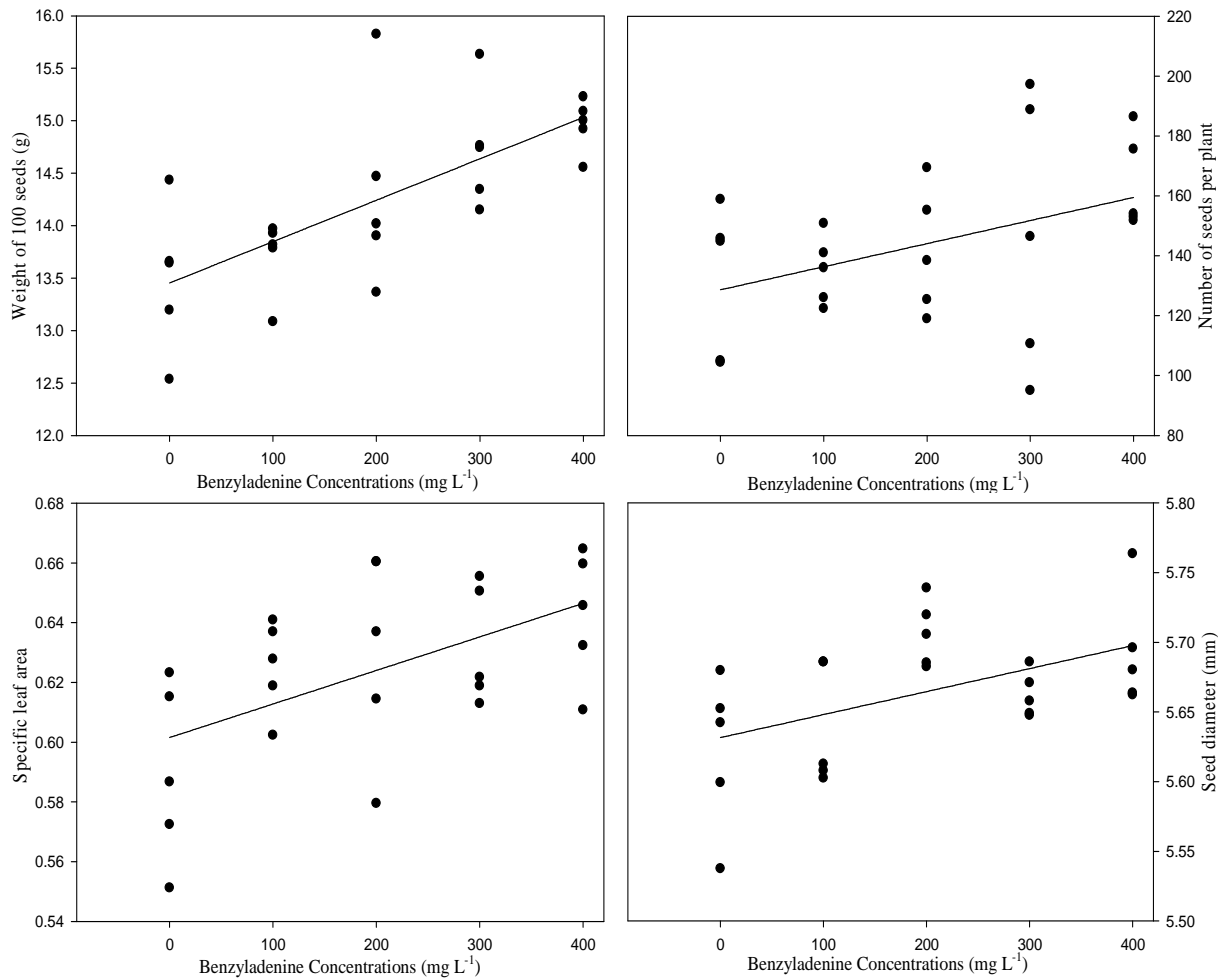 16.0
15.5
15.0
14.5
14.0
13.5
13.0
12.5
12.0
Weight of 100 seeds (g)
0 100 200 300 400
Benzyladenine Concentrations (mg L-1)
220
200
180
160
140
120
100
80
Number of seeds per plant
0 100 200 300 400
Benzyladenine Concentrations (mg L-1)
0.68
0.66
0.64
0.62
0.60
0.58
0.56
0.54
Specific leaf area
0 100 200 300 400
Benzyladenine Concentrations (mg L-1)
5.80
5.75
5.70
5.65
5.60
5.55
5.50
Seed diameter (mm)
0 100 200 300 400
Benzyladenine Concentrations (mg L-1)